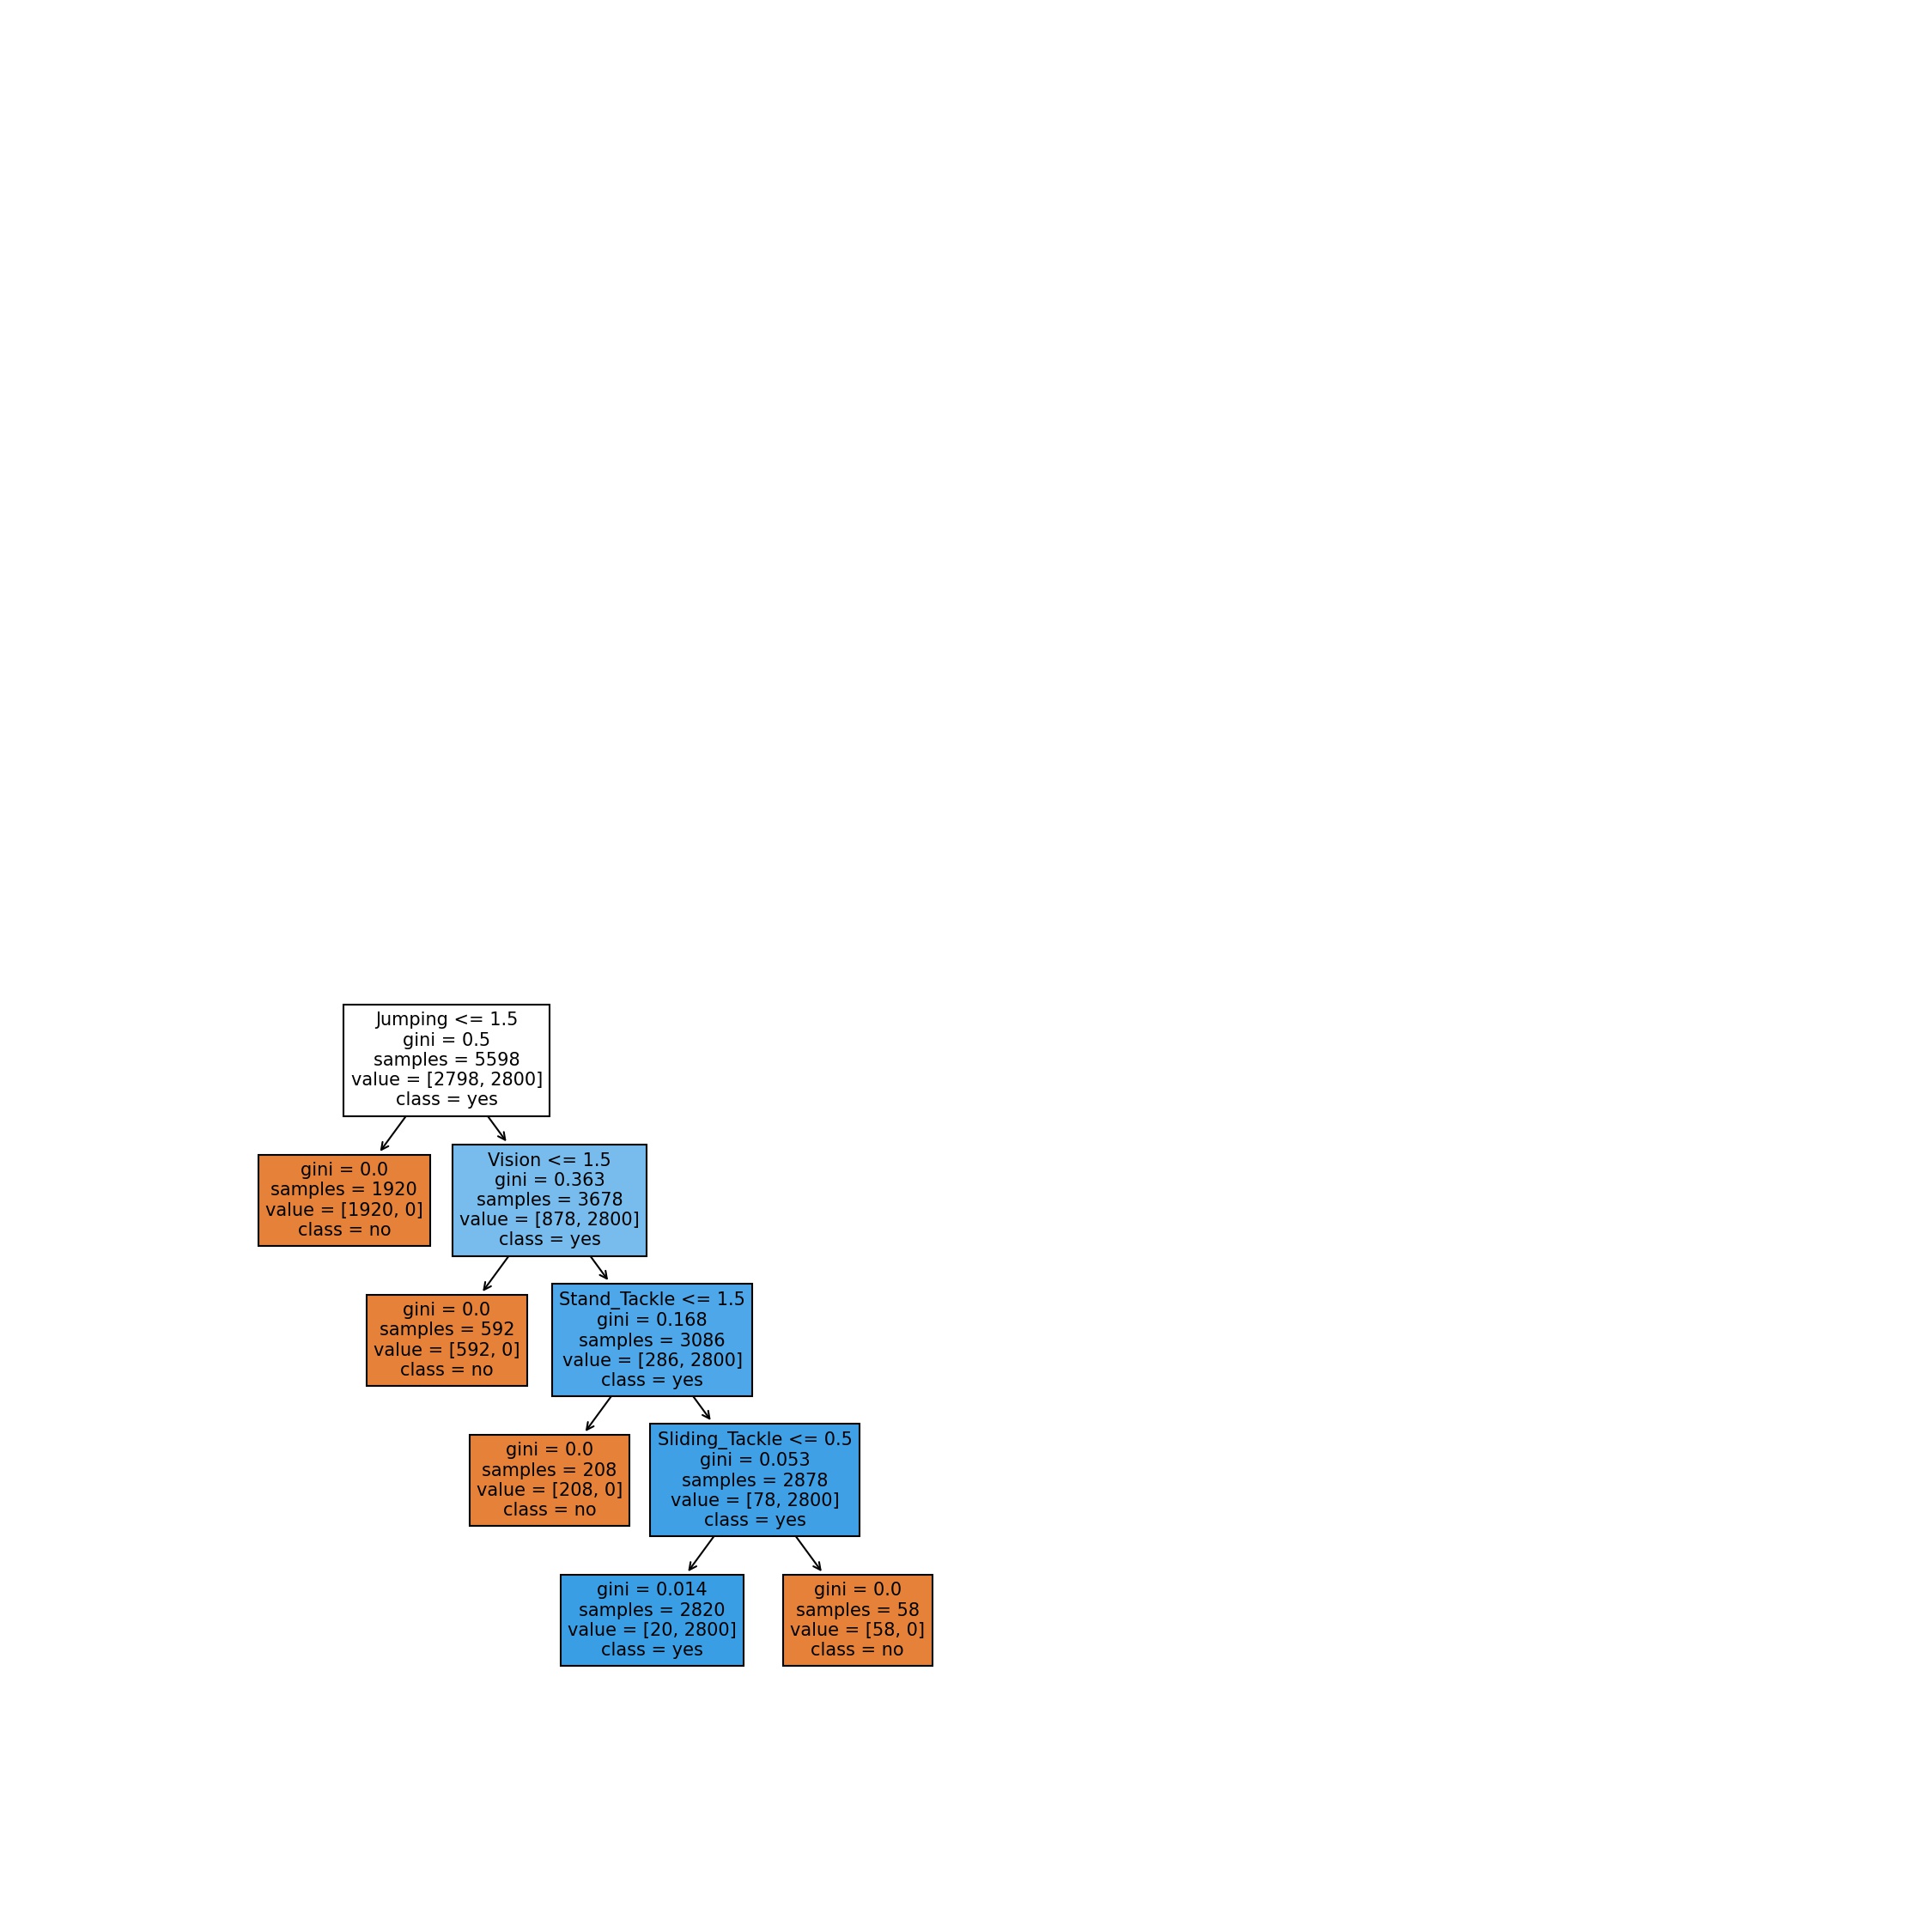 Jumping <= 1.5
gini = 0.5
samples = 5598
value = [2798, 2800]
class = yes
gini = 0.0
samples = 1920
value = [1920, 0]
class = no
Vision <= 1.5
gini = 0.363
samples = 3678
value = [878, 2800]
class = yes
gini = 0.0
samples = 592
value = [592, 0]
class = no
Stand_Tackle <= 1.5
gini = 0.168
samples = 3086
value = [286, 2800]
class = yes
gini = 0.0
samples = 208
value = [208, 0]
class = no
Sliding_Tackle <= 0.5
gini = 0.053
samples = 2878
value = [78, 2800]
class = yes
gini = 0.014
samples = 2820
value = [20, 2800]
class = yes
gini = 0.0
samples = 58
value = [58, 0]
class = no